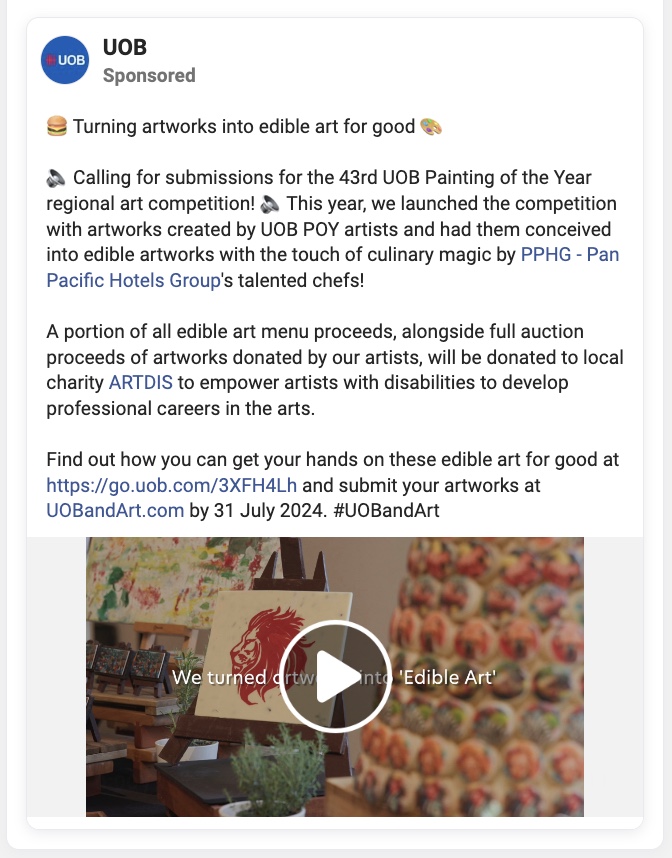 UOB
UOB
Sponsored
🍔 Turning artworks into edible art for good 🎨
🔈 Calling for submissions for the 43rd UOB Painting of the Year
regional art competition! 🔈 This year, we launched the competition
with artworks created by UOB POY artists and had them conceived
into edible artworks with the touch of culinary magic by PPHG - Pan
Pacific Hotels Group's talented chefs!
A portion of all edible art menu proceeds, alongside full auction
proceeds of artworks donated by our artists, will be donated to local
charity ARTDIS to empower artists with disabilities to develop
professional careers in the arts.
Find out how you can get your hands on these edible art for good at
https://go.uob.com/3XFH4Lh and submit your artworks at
UOBandArt.com by 31 July 2024. #UOBandArt
We turned artw into 'Edible Art'